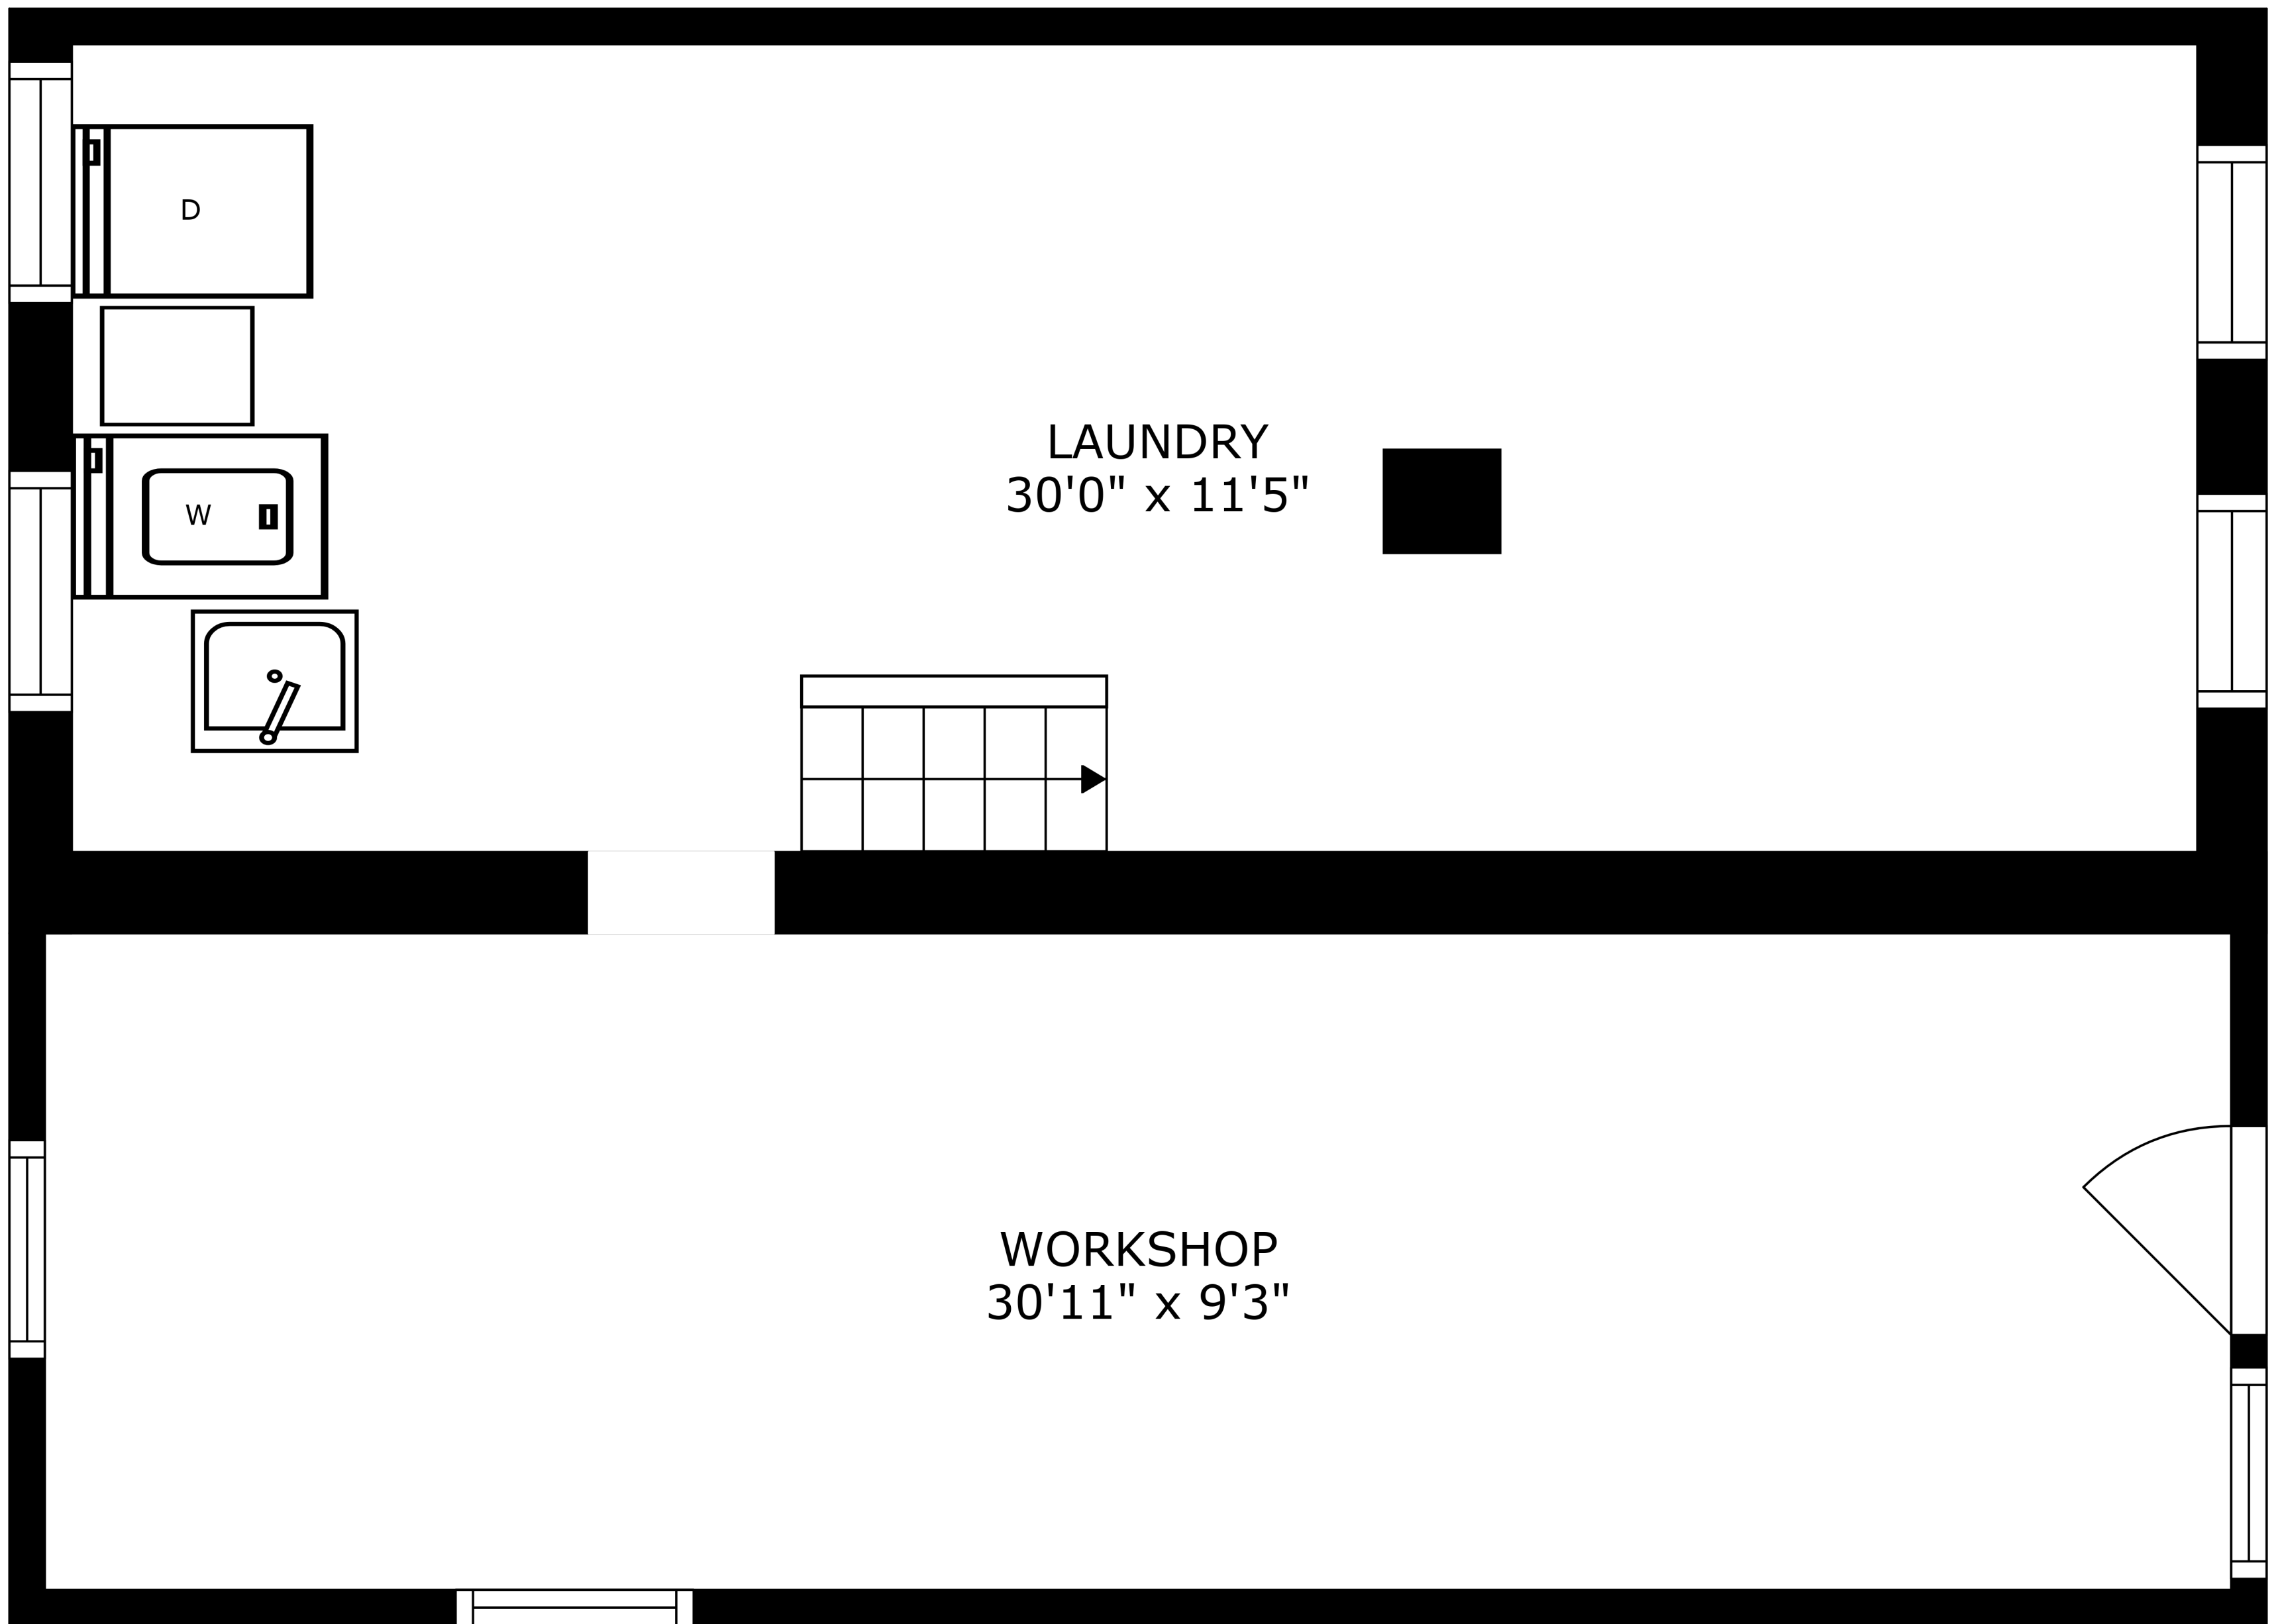 D
W
LAUNDRY
30'0" x 11'5"
WORKSHOP
30'11" x 9'3"